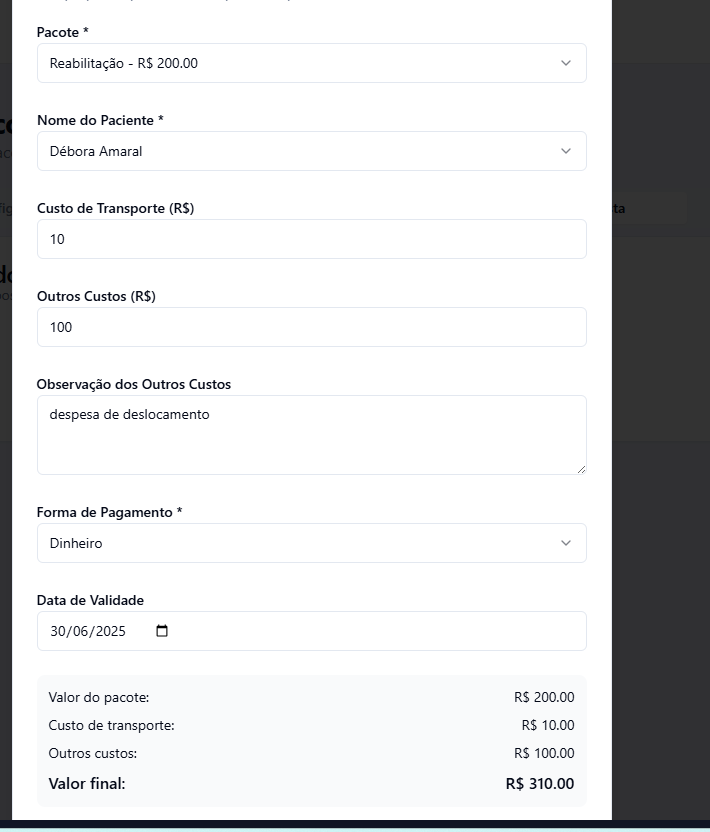 Pacote *
Reabilitação - R$ 200.00
Nome do Paciente *
Débora Amaral
Custo de Transporte (R$)
10
Outros Custos (R$)
100
Observação dos Outros Custos
despesa de deslocamento
Forma de Pagamento *
Dinheiro
Data de Validade
30/06/2025
Valor do pacote: R$ 200.00
Custo de transporte: R$ 10.00
Outros custos: R$ 100.00
Valor final: R$ 310.00